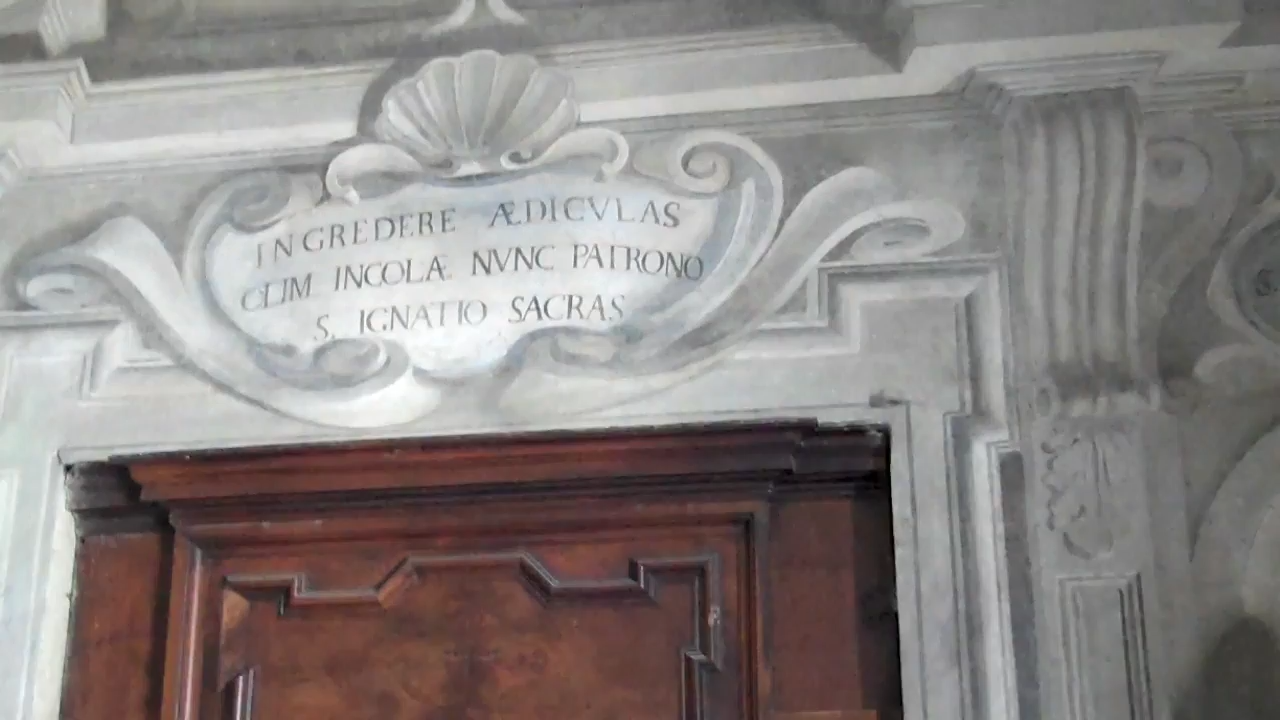 INGREDERE ÆDICVLAS
OLIM INCOLÆ NVNC PATRONO
S. IGNATIO SACRAS
S.